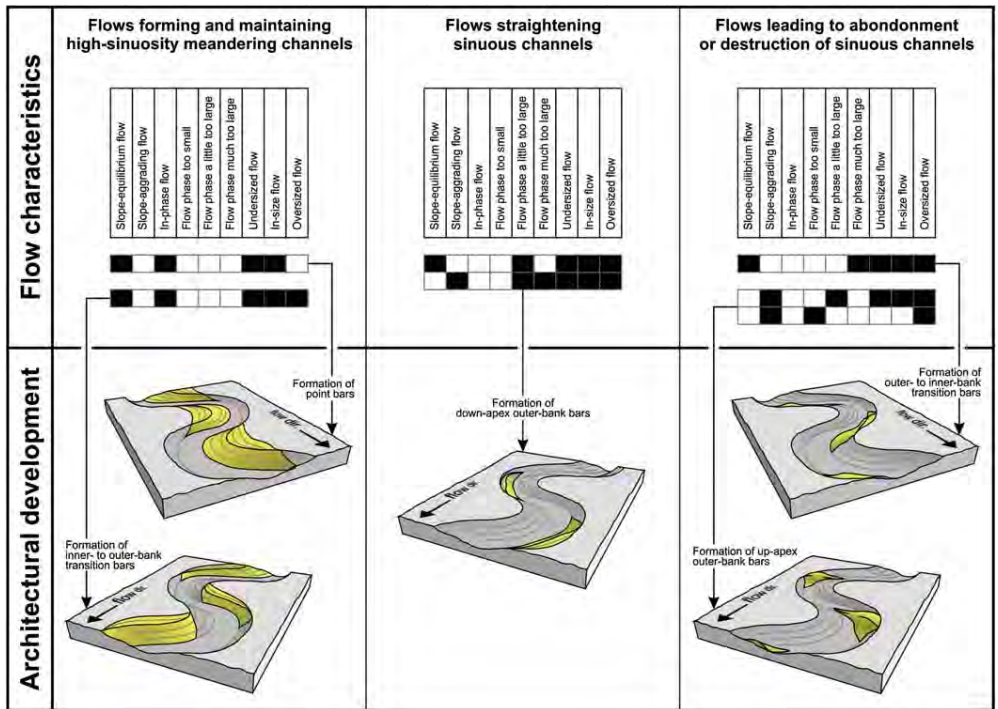 Flows forming and maintaining
high-sinuosity meandering channels
Flows straightening
sinuous channels
Flows leading to abondonment
or destruction of sinuous channels
Flow characteristics
Slope-equilibrium flow
Slope-aggrading flow
In-phase flow
Flow phase too small
Flow phase a little too large
Flow phase much too large
Undersized flow
In-size flow
Oversized flow
Slope-equilibrium flow
Slope-aggrading flow
In-phase flow
Flow phase too small
Flow phase a little too large
Flow phase much too large
Undersized flow
In-size flow
Oversized flow
Slope-equilibrium flow
Slope-aggrading flow
In-phase flow
Flow phase too small
Flow phase a little too large
Flow phase much too large
Undersized flow
In-size flow
Oversized flow
Architectural development
Formation of
point bars
flow dir.
Formation of
inner- to outer-bank
transition bars
flow dir.
Formation of
down-apex outer-bank bars
flow dir.
Formation of
outer- to inner-bank
transition bars
flow dir.
Formation of up-apex
outer-bank bars
flow dir.